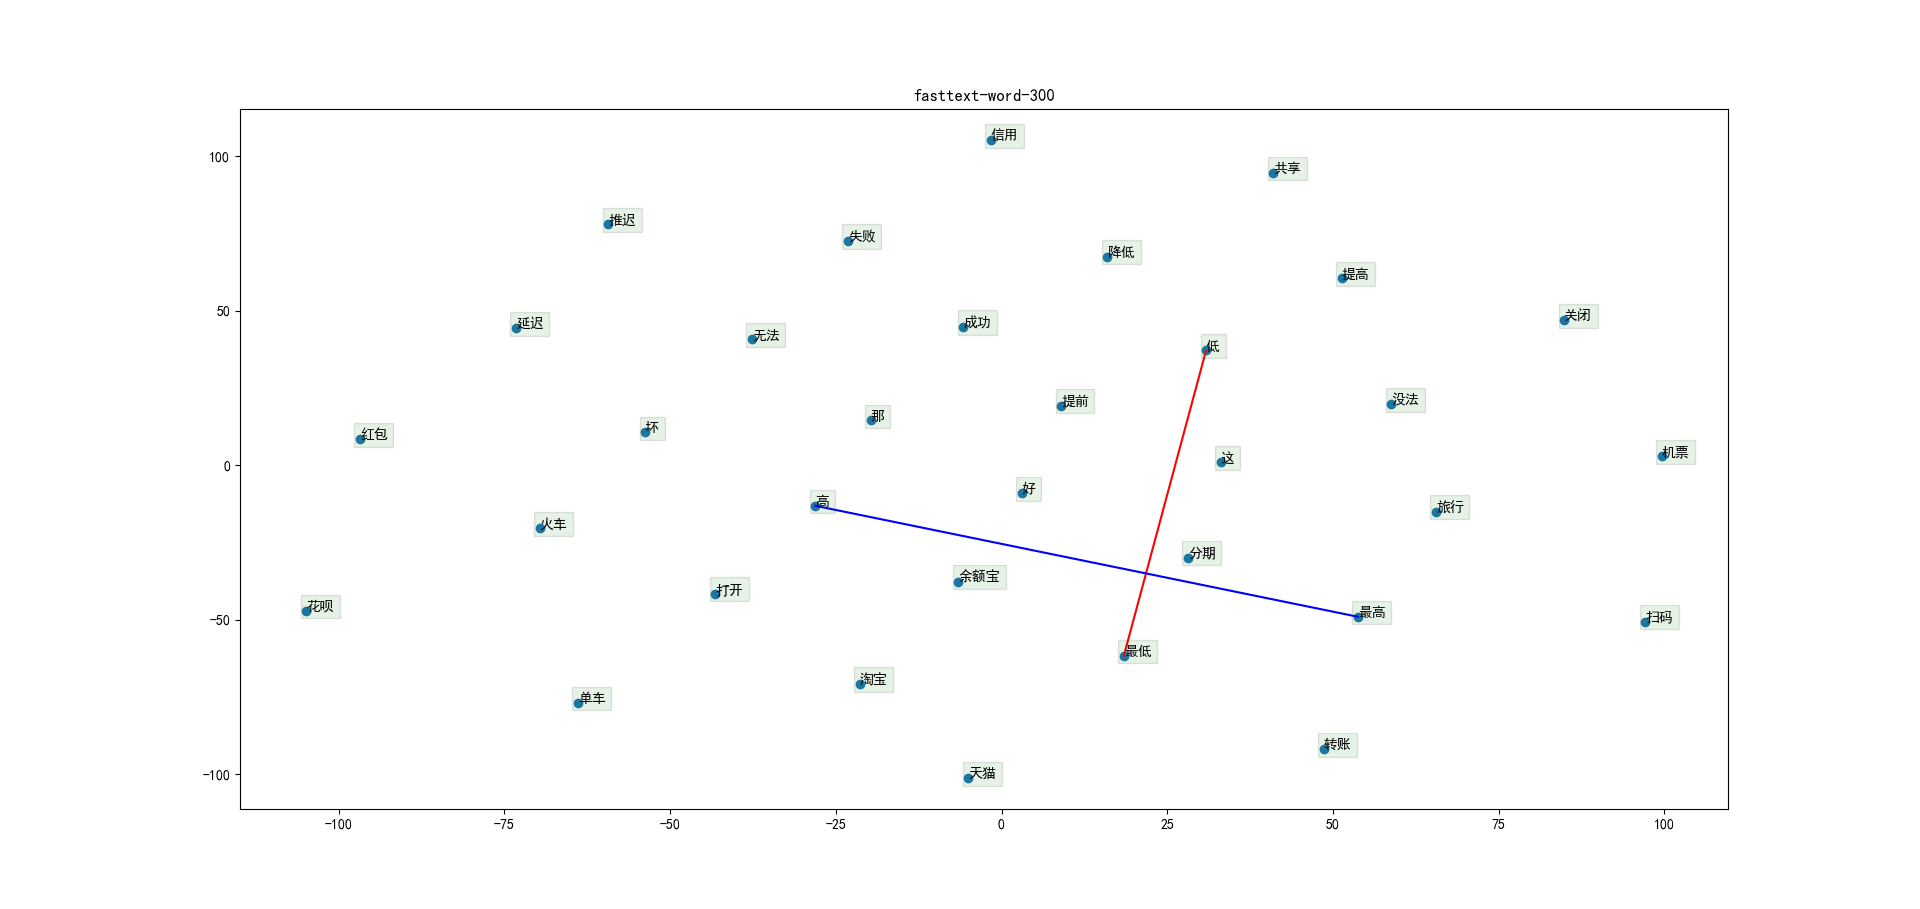 fasttext-word-300
信用
共享
推迟
失败
降低
提高
延迟
无法
成功
低
关闭
提前
没法
红包
坏
那
这
机票
高
好
旅行
火车
分期
花呗
打开
余额宝
最高
扫码
最低
单车
淘宝
转账
天猫
100
50
0
−50
−100
−100
−75
−50
−25
0
25
50
75
100